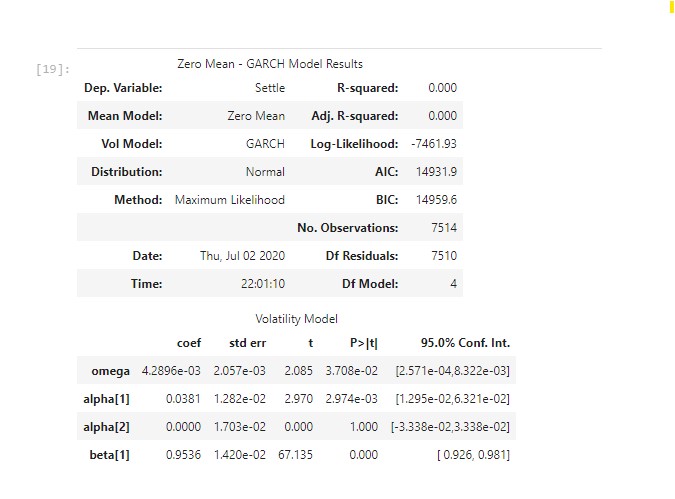 [19]:
Zero Mean - GARCH Model Results
Dep. Variable: Settle R-squared: 0.000
Mean Model: Zero Mean Adj. R-squared: 0.000
Vol Model: GARCH Log-Likelihood: -7461.93
Distribution: Normal AIC: 14931.9
Method: Maximum Likelihood BIC: 14959.6
No. Observations: 7514
Date: Thu, Jul 02 2020 Df Residuals: 7510
Time: 22:01:10 Df Model: 4
Volatility Model
coef std err t P>|t| 95.0% Conf. Int.
omega 4.2896e-03 2.057e-03 2.085 3.708e-02 [2.571e-04,8.322e-03]
alpha[1] 0.0381 1.282e-02 2.970 2.974e-03 [1.295e-02,6.321e-02]
alpha[2] 0.0000 1.703e-02 0.000 1.000 [-3.338e-02,3.338e-02]
beta[1] 0.9536 1.420e-02 67.135 0.000 [ 0.926, 0.981]